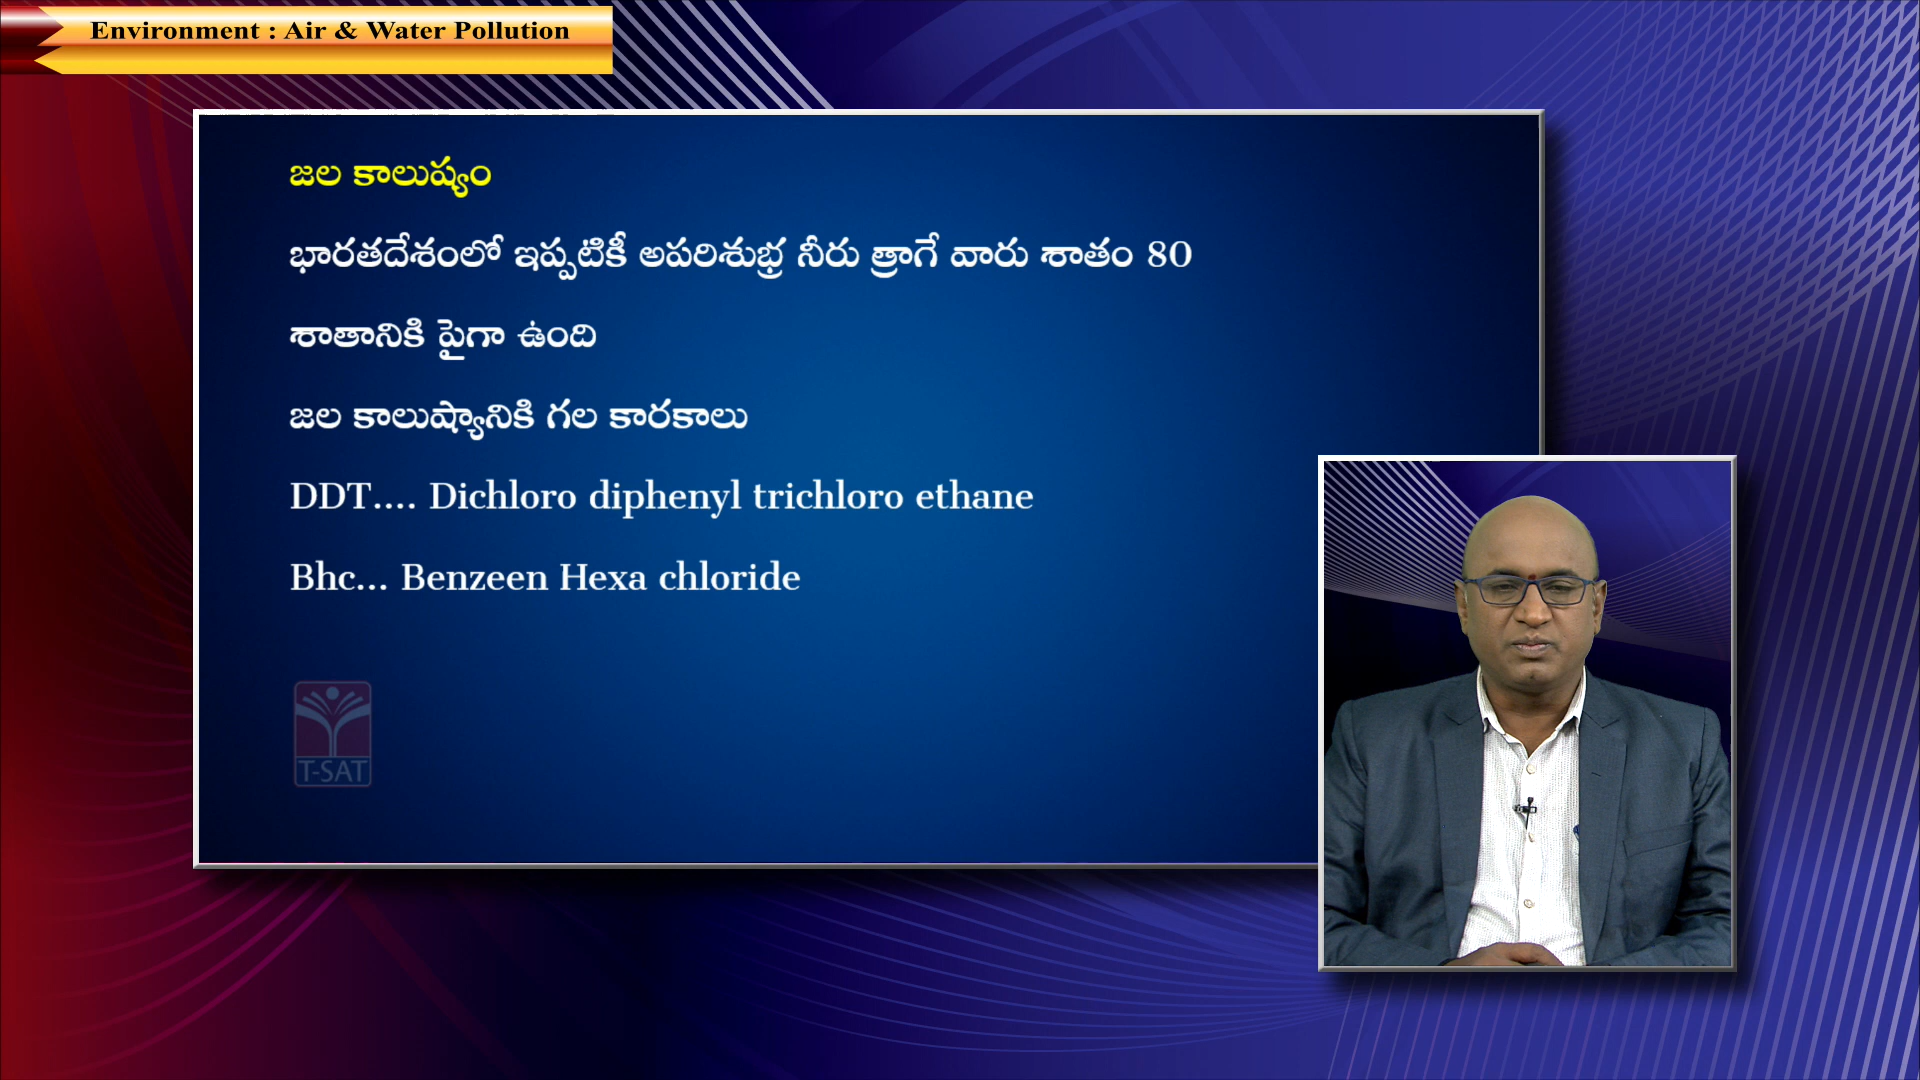 Environment : Air & Water Pollution
జల కాలుష్యం
భారతదేశంలో ఇప్పటికీ అపరిశుభ్ర నీరు త్రాగే వారు శాతం 80
శాతానికి పైగా ఉంది
జల కాలుష్యానికి గల కారకాలు
DDT.... Dichloro diphenyl trichloro ethane
Bhc... Benzeen Hexa chloride
T-SAT